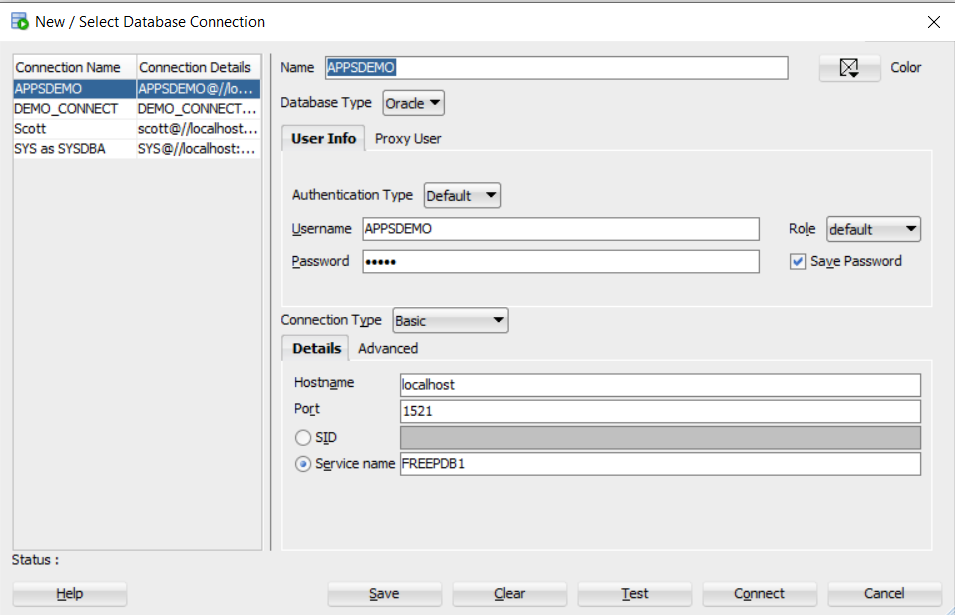 New / Select Database Connection
Connection Name Connection Details
APPSDEMO APPSDEMO@//lo...
DEMO_CONNECT DEMO_CONNECT...
Scott scott@//localhost...
SYS as SYSDBA SYS@//localhost:...
Name APPSDEMO Color
Database Type Oracle
User Info Proxy User
Authentication Type Default
Username APPSDEMO Role default
Password ••••• Save Password
Connection Type Basic
Details Advanced
Hostname localhost
Port 1521
SID
Service name FREEPDB1
Status :
Help Save Clear Test Connect Cancel